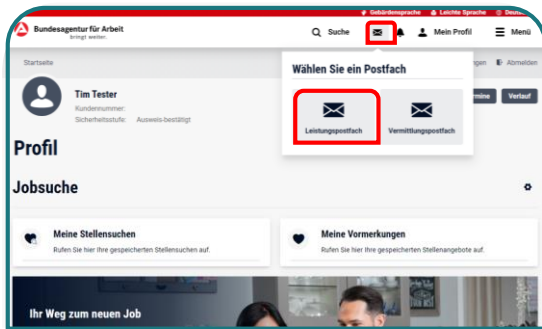 Gebärdensprache Leichte Sprache Deutsch
Bundesagentur für Arbeit
bringt weiter.
Suche Mein Profil Menü
Startseite
Abmelden
Wählen Sie ein Postfach
Leistungspostfach Vermittlungspostfach
Verlauf
Tim Tester
Kundennummer:
Sicherheitsstufe: Ausweis-bestätigt
Profil
Jobsuche
Meine Stellensuchen
Rufen Sie hier Ihre gespeicherten Stellensuchen auf.
Meine Vormerkungen
Rufen Sie hier Ihre gespeicherten Stellenangebote auf.
Ihr Weg zum neuen Job